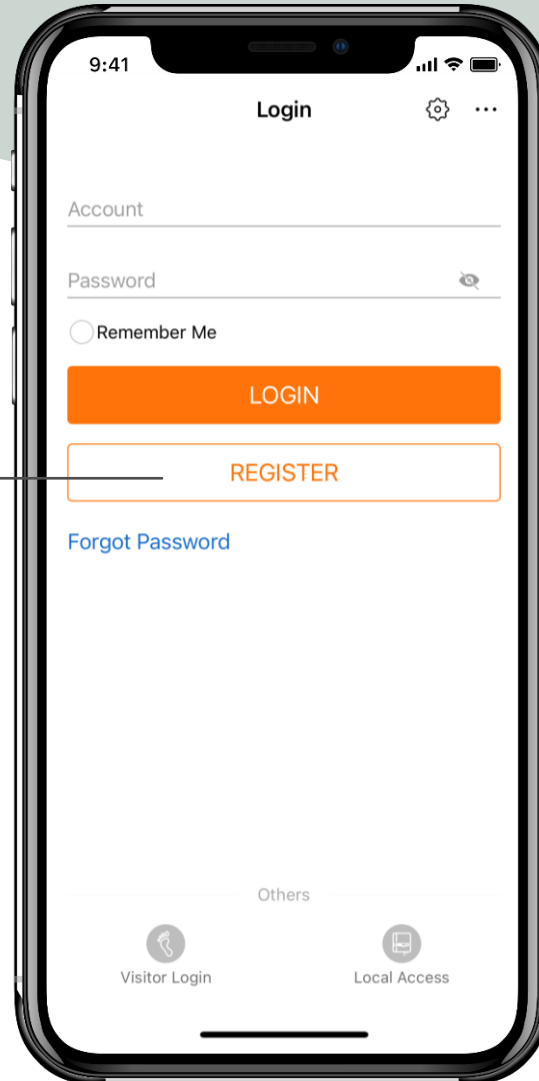 9:41
Login
Account
Password
Remember Me
LOGIN
REGISTER
Forgot Password
Others
Visitor Login
Local Access